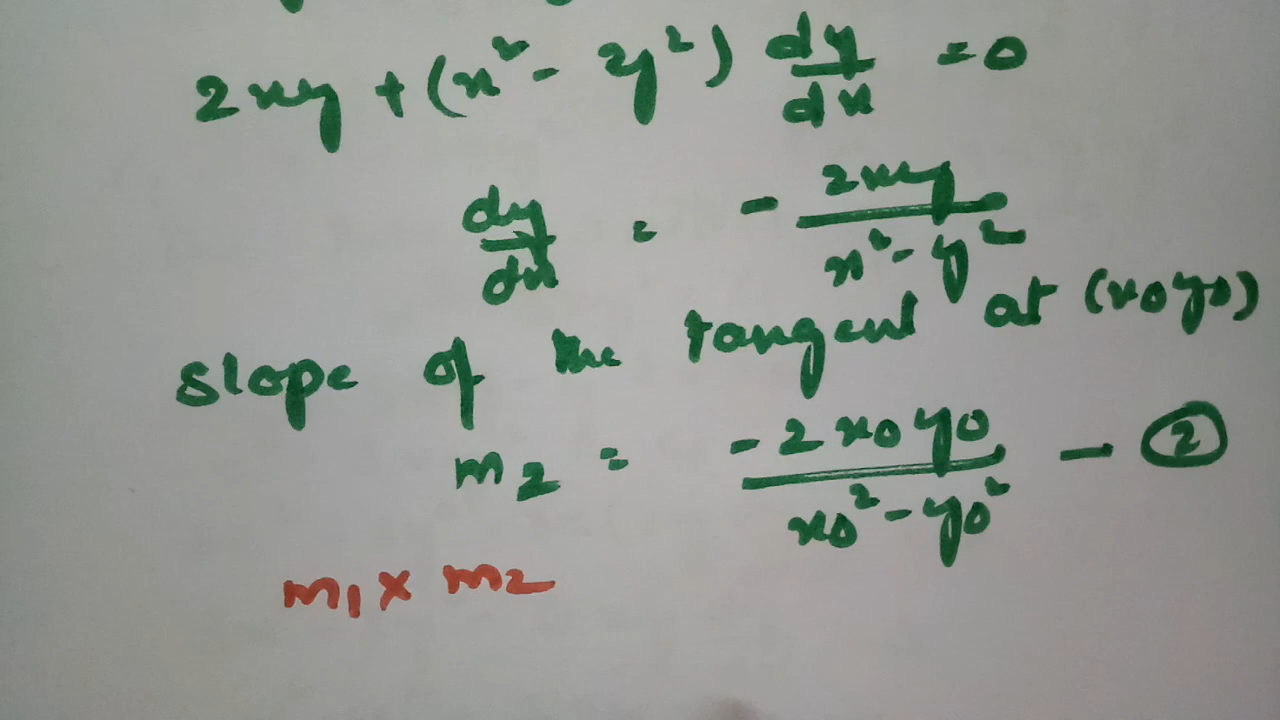 2xy + (x² - y²) dy/dx = 0
dy/dx = - 2xy/x² - y²
slope of the tangent at (x0 y0)
m2 = -2x0y0/x0² - y0² - ②
m1 × m2